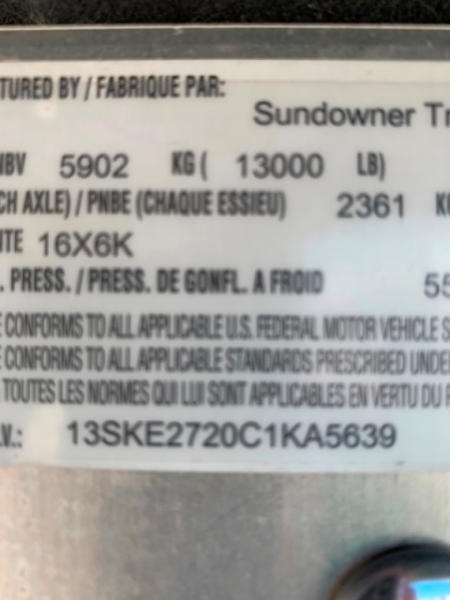 TURED BY / FABRIQUE PAR:
Sundowner Tr
NBV 5902 KG ( 13000 LB)
CH AXLE) / PNBE (CHAQUE ESSIEU) 2361 K
TE 16X6K
. PRESS. / PRESS. DE GONFL. A FROID 55
E CONFORMS TO ALL APPLICABLE U.S. FEDERAL MOTOR VEHICLE S
E CONFORMS TO ALL APPLICABLE STANDARDS PRESCRIBED UNDE
TOUTES LES NORMES QUI LUI SONT APPLICABLES EN VERTU DU R
.V.: 13SKE2720C1KA5639